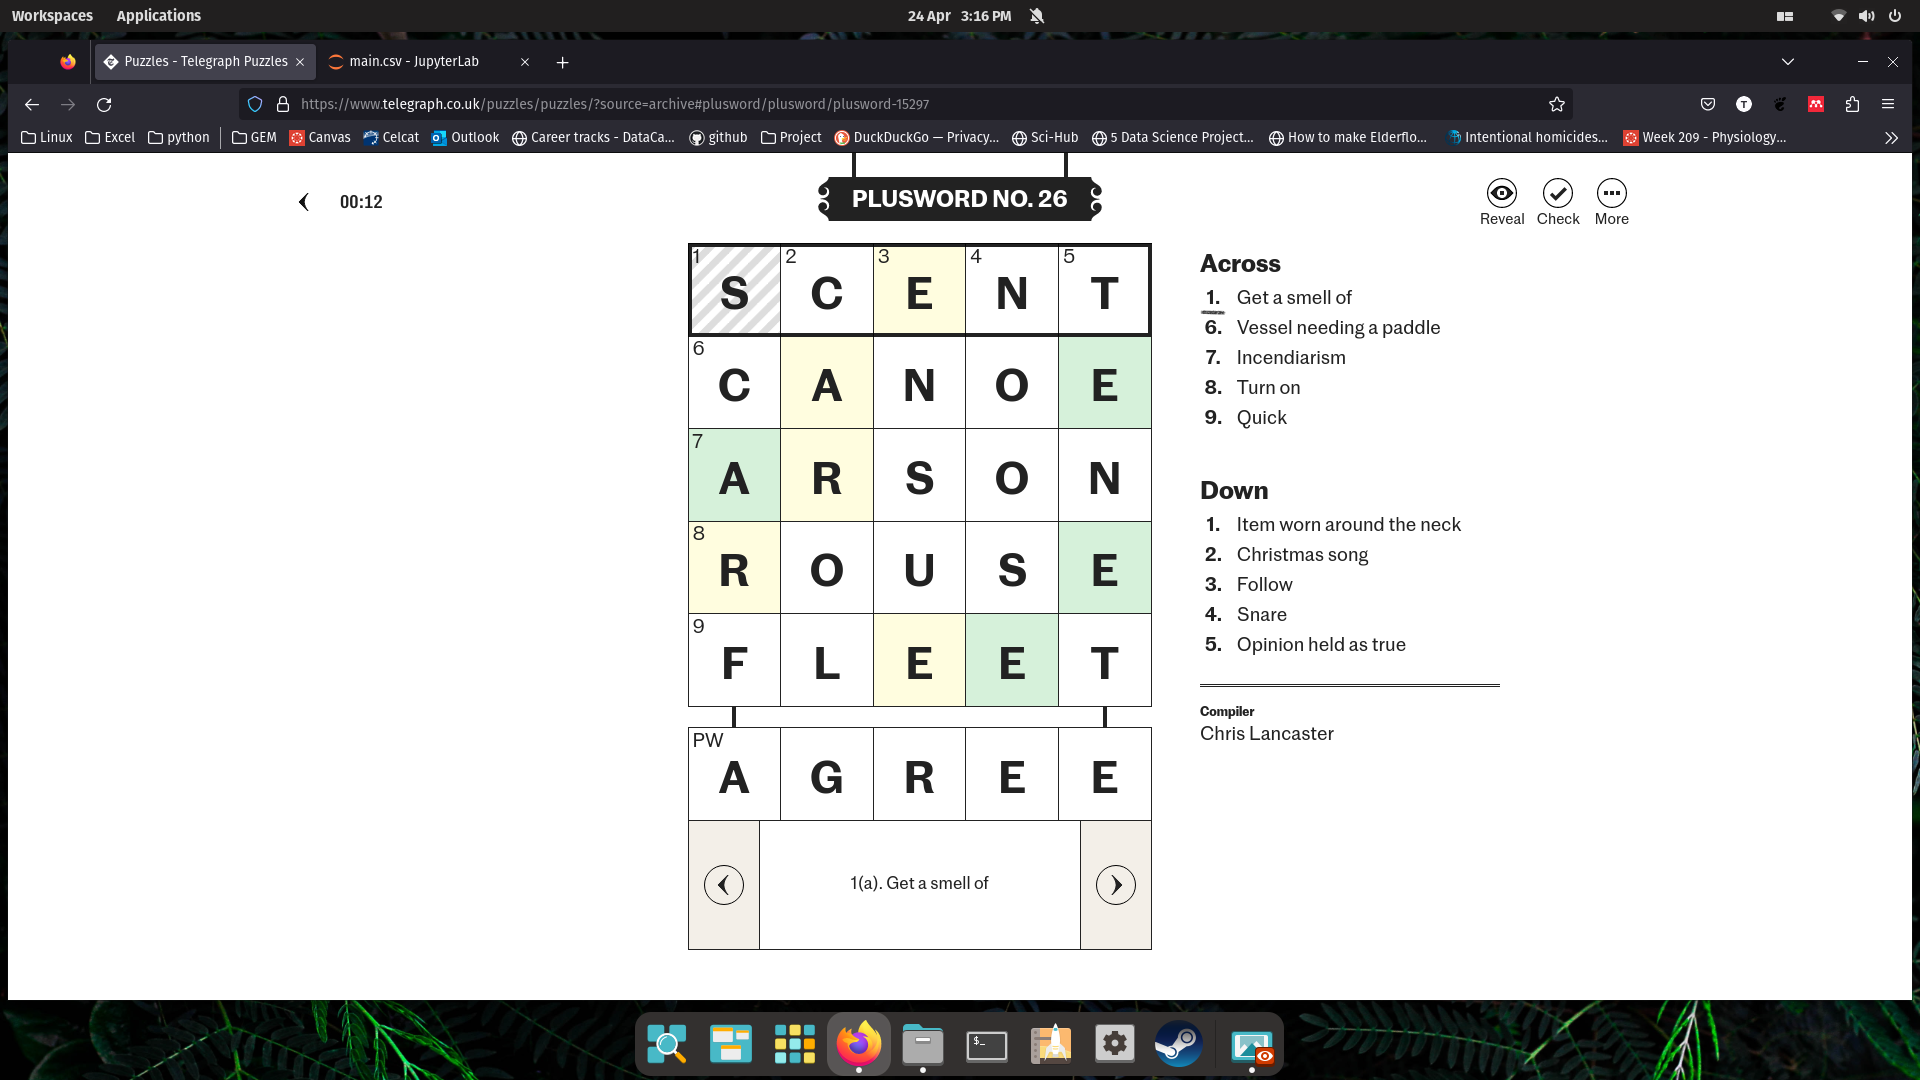 Workspaces Applications 24 Apr 3:16 PM
Puzzles - Telegraph Puzzles main.csv - JupyterLab
https://www.telegraph.co.uk/puzzles/puzzles/?source=archive#plusword/plusword/plusword-15297
Linux Excel python GEM Canvas Celcat Outlook Career tracks - DataCa... github Project DuckDuckGo — Privacy... Sci-Hub 5 Data Science Project... How to make Elderflo... Intentional homicides... Week 209 - Physiology...
00:12
PLUSWORD NO. 26
Reveal Check More
1 S 2 C 3 E 4 N 5 T
6 C A N O E
7 A R S O N
8 R O U S E
9 F L E E T
PW A G R E E
1(a). Get a smell of
Across
1. Get a smell of
6. Vessel needing a paddle
7. Incendiarism
8. Turn on
9. Quick
Down
1. Item worn around the neck
2. Christmas song
3. Follow
4. Snare
5. Opinion held as true
Compiler
Chris Lancaster